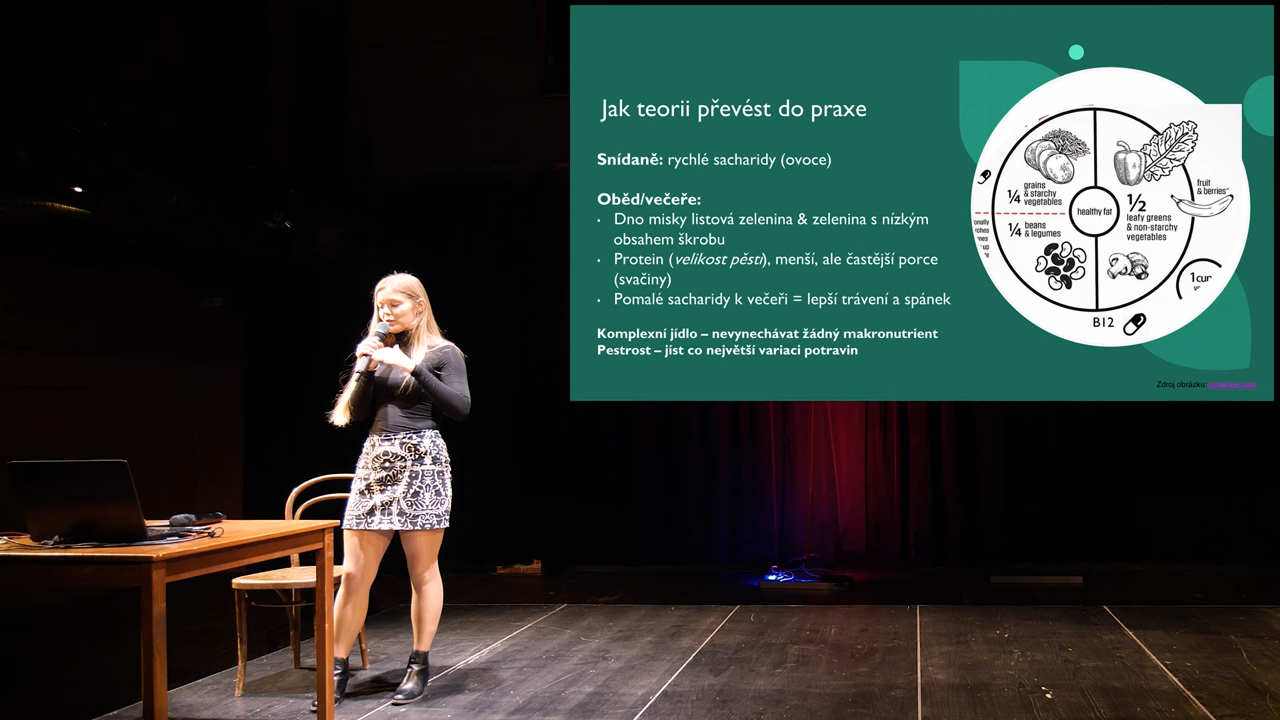 Jak teorii převést do praxe
Snídaně: rychlé sacharidy (ovoce)
Oběd/večeře:
• Dno misky listová zelenina & zelenina s nízkým
obsahem škrobu
• Protein (velikost pěsti), menší, ale častější porce
(svačiny)
• Pomalé sacharidy k večeři = lepší trávení a spánek
Komplexní jídlo – nevynechávat žádný makronutrient
Pestrost – jíst co největší variaci potravin
1/4 grains
& starchy
vegetables
1/4 beans
& legumes
healthy fat
1/2
leafy greens
& non-starchy
vegetables
fruit
& berries*
1 cup
B12
Zdroj obrázku: